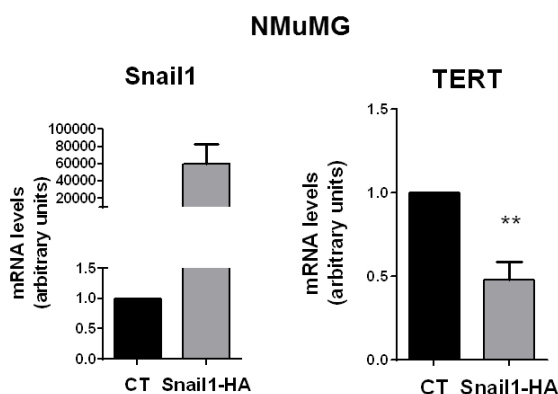 NMuMG
Snail1
mRNA levels
(arbitrary units)
100000
80000
60000
40000
20000
1.5
1.0
0.5
0.0
CT Snail1-HA
TERT
mRNA levels
(arbitrary units)
1.5
1.0
0.5
0.0
**
CT Snail1-HA